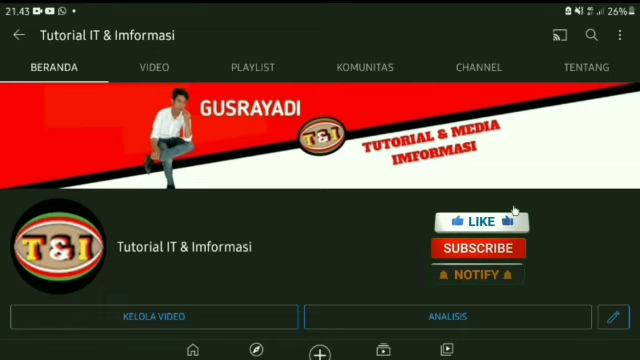 21.43
26%
Tutorial IT & Imformasi
BERANDA VIDEO PLAYLIST KOMUNITAS CHANNEL TENTANG
GUSRAYADI
T&I
TUTORIAL & MEDIA
IMFORMASI
T&I
Tutorial IT & Imformasi
LIKE
SUBSCRIBE
NOTIFY
KELOLA VIDEO
ANALISIS